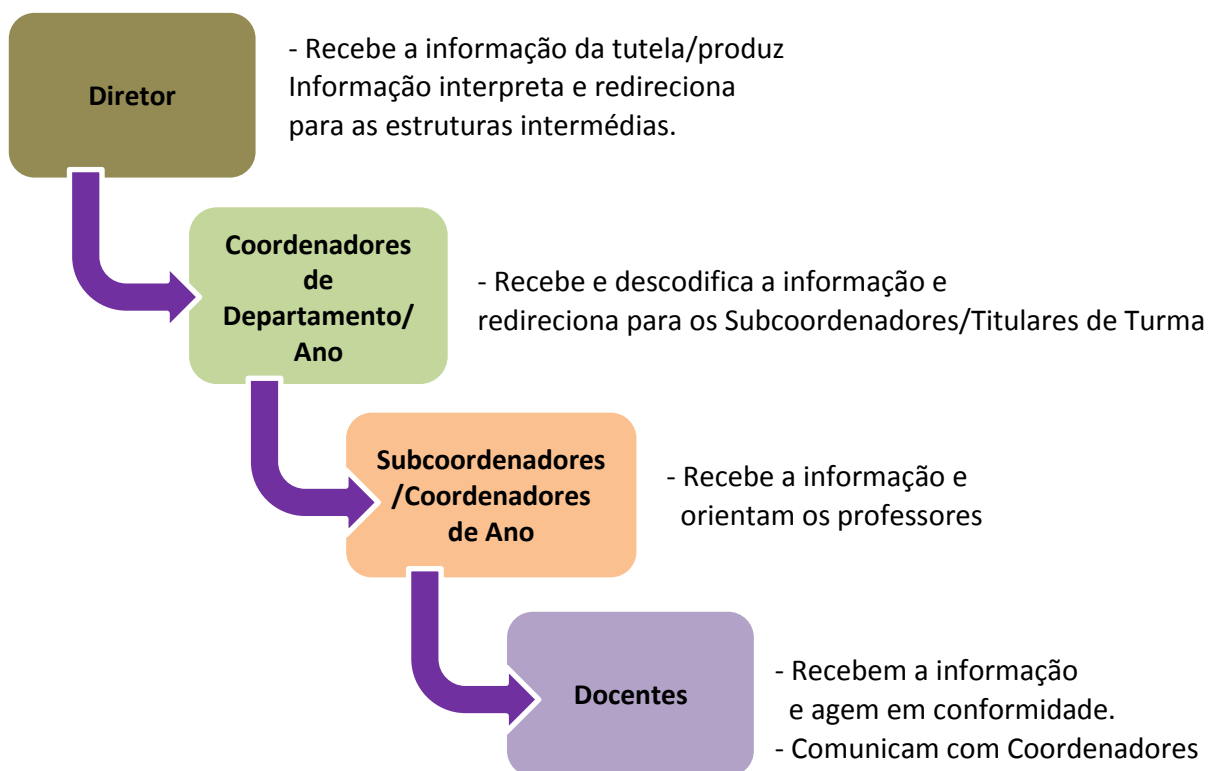 Diretor
- Recebe a informação da tutela/produz
Informação interpreta e redireciona
para as estruturas intermédias.
Coordenadores
de
Departamento/
Ano
- Recebe e descodifica a informação e
redireciona para os Subcoordenadores/Titulares de Turma
Subcoordenadores
/Coordenadores
de Ano
- Recebe a informação e
orientam os professores
Docentes
- Recebem a informação
e agem em conformidade.
- Comunicam com Coordenadores